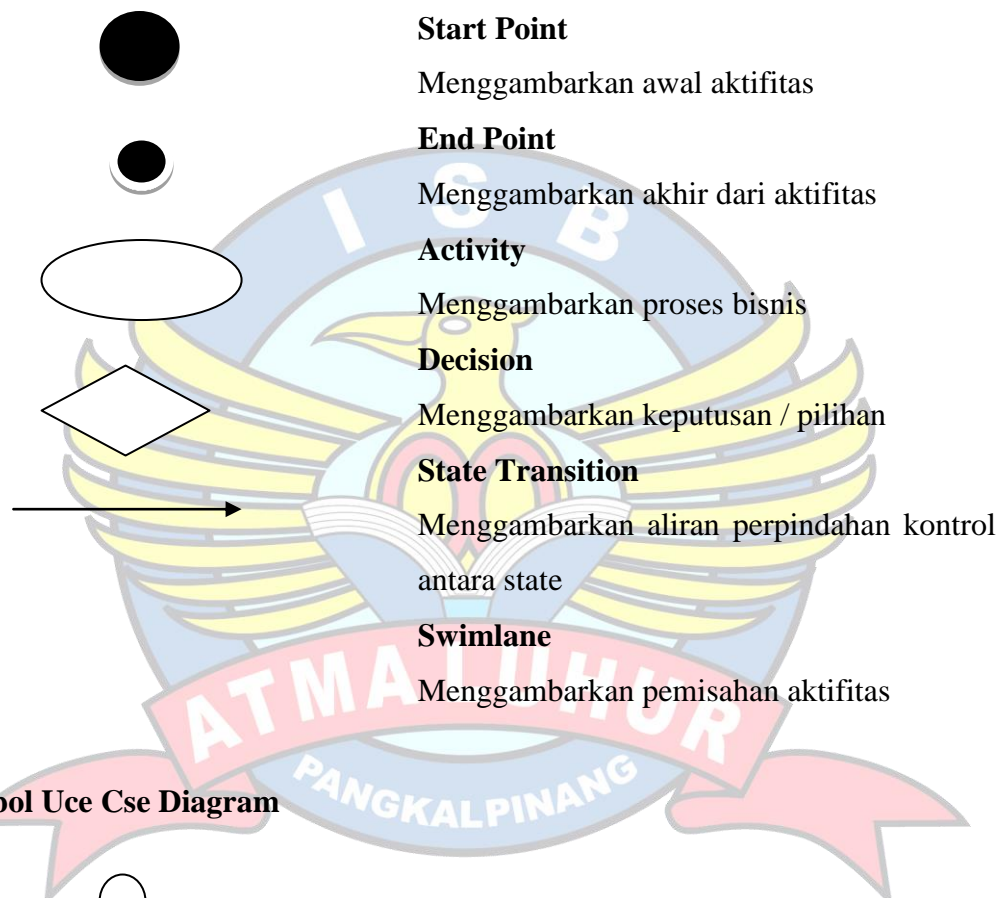 Start Point
Menggambarkan awal aktifitas
End Point
Menggambarkan akhir dari aktifitas
Activity
Menggambarkan proses bisnis
Decision
Menggambarkan keputusan / pilihan
State Transition
Menggambarkan aliran perpindahan kontrol
antara state
Swimlane
Menggambarkan pemisahan aktifitas
Uce Cse Diagram
I S B
ATMA LUHUR
PANGKALPINANG